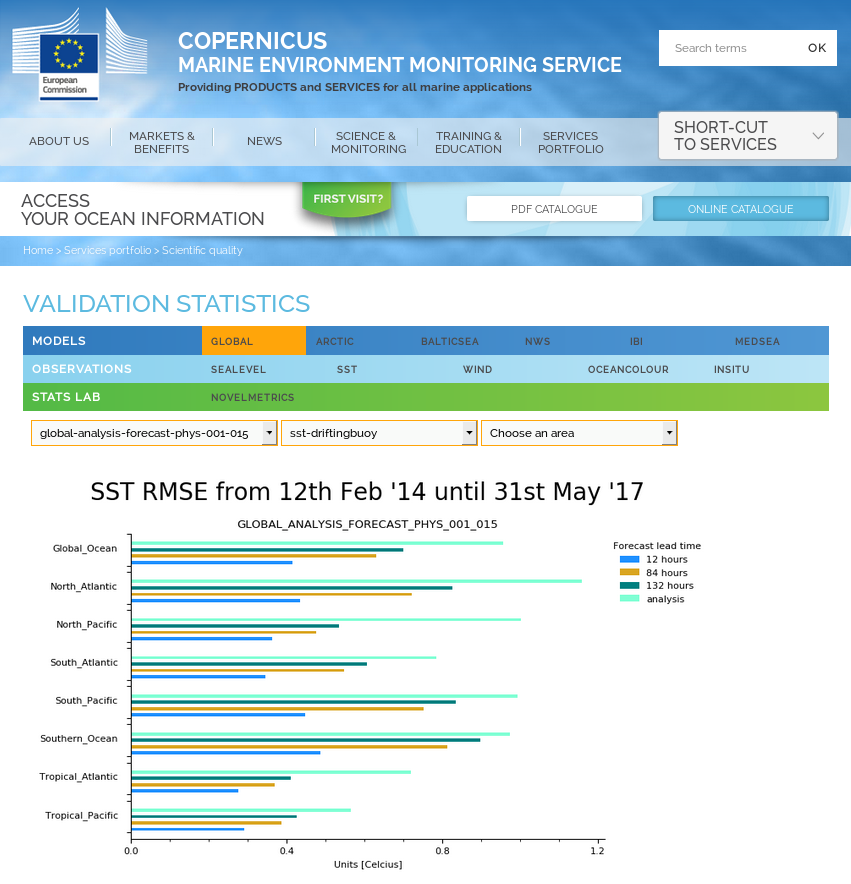 COPERNICUS
MARINE ENVIRONMENT MONITORING SERVICE
Providing PRODUCTS and SERVICES for all marine applications
European
Commission
Search terms OK
ABOUT US
MARKETS &
BENEFITS
NEWS
SCIENCE &
MONITORING
TRAINING &
EDUCATION
SERVICES
PORTFOLIO
SHORT-CUT
TO SERVICES
ACCESS
YOUR OCEAN INFORMATION
FIRST VISIT?
PDF CATALOGUE
ONLINE CATALOGUE
Home > Services portfolio > Scientific quality
VALIDATION STATISTICS
MODELS GLOBAL ARCTIC BALTICSEA NWS IBI MEDSEA
OBSERVATIONS SEALEVEL SST WIND OCEANCOLOUR INSITU
STATS LAB NOVELMETRICS
global-analysis-forecast-phys-001-015 sst-driftingbuoy Choose an area
SST RMSE from 12th Feb '14 until 31st May '17
GLOBAL_ANALYSIS_FORECAST_PHYS_001_015
Forecast lead time
12 hours
84 hours
132 hours
analysis
Global_Ocean
North_Atlantic
North_Pacific
South_Atlantic
South_Pacific
Southern_Ocean
Tropical_Atlantic
Tropical_Pacific
0.0 0.4 0.8 1.2
Units [Celcius]